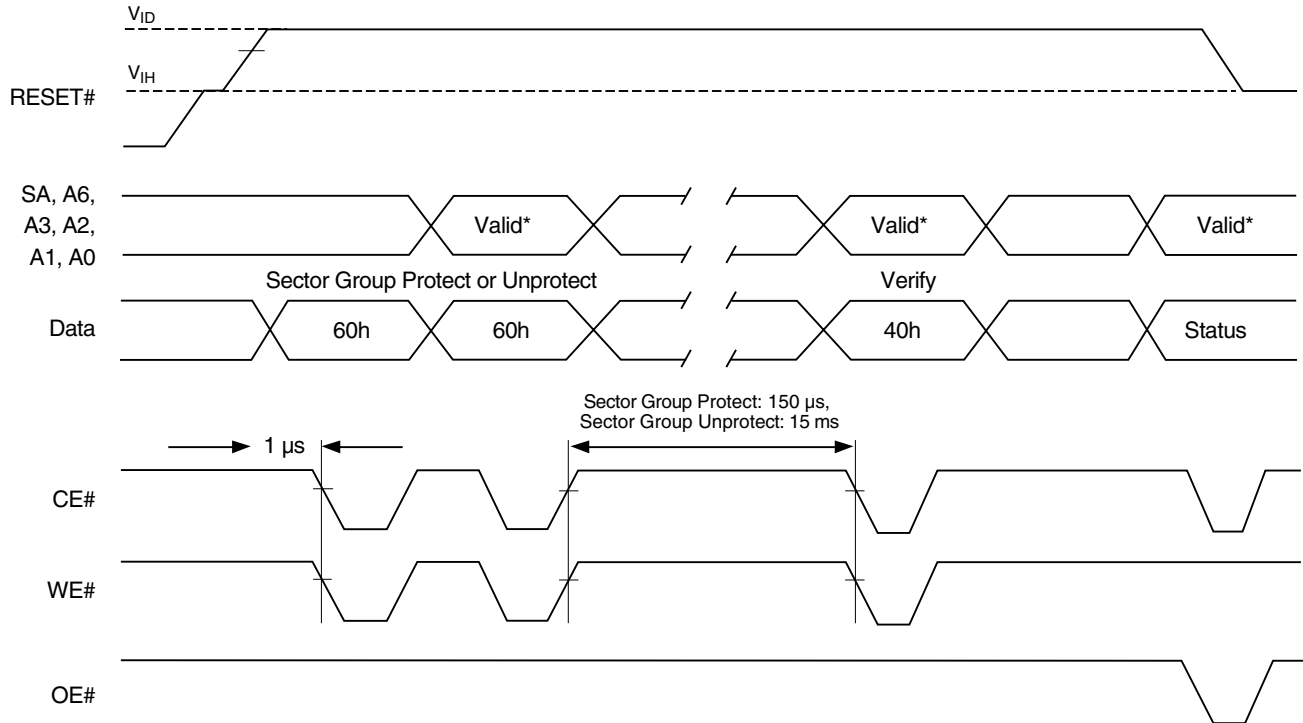 VID
VIH
RESET#
SA, A6,
A3, A2,
A1, A0
Valid*
Valid*
Valid*
Sector Group Protect or Unprotect
Verify
Data
60h
60h
40h
Status
Sector Group Protect: 150 µs,
Sector Group Unprotect: 15 ms
1 µs
CE#
WE#
OE#